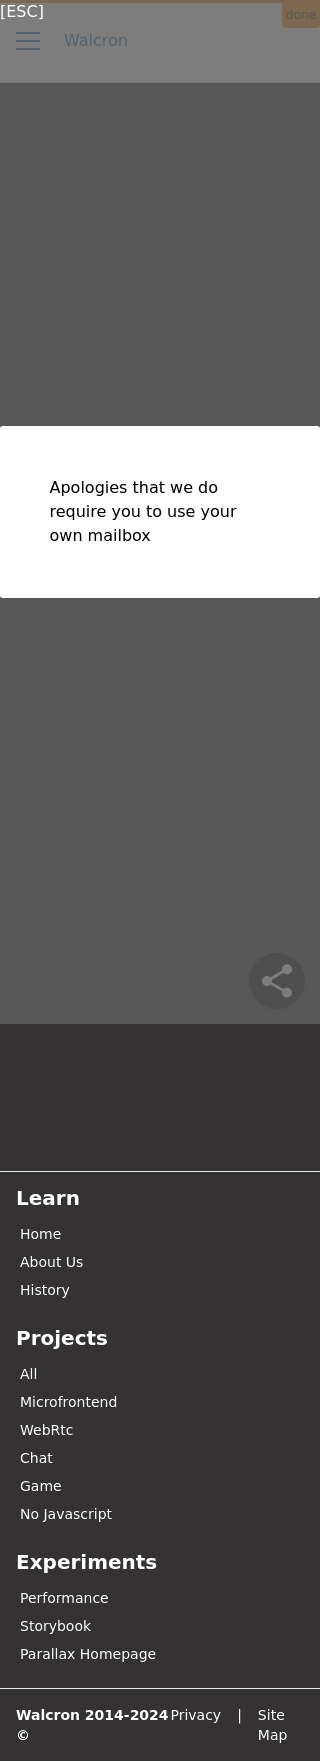 [ESC]
done
Walcron
Apologies that we do
require you to use your
own mailbox
Learn
Home
About Us
History
Projects
All
Microfrontend
WebRtc
Chat
Game
No Javascript
Experiments
Performance
Storybook
Parallax Homepage
Walcron 2014-2024 Privacy | Site
© Map